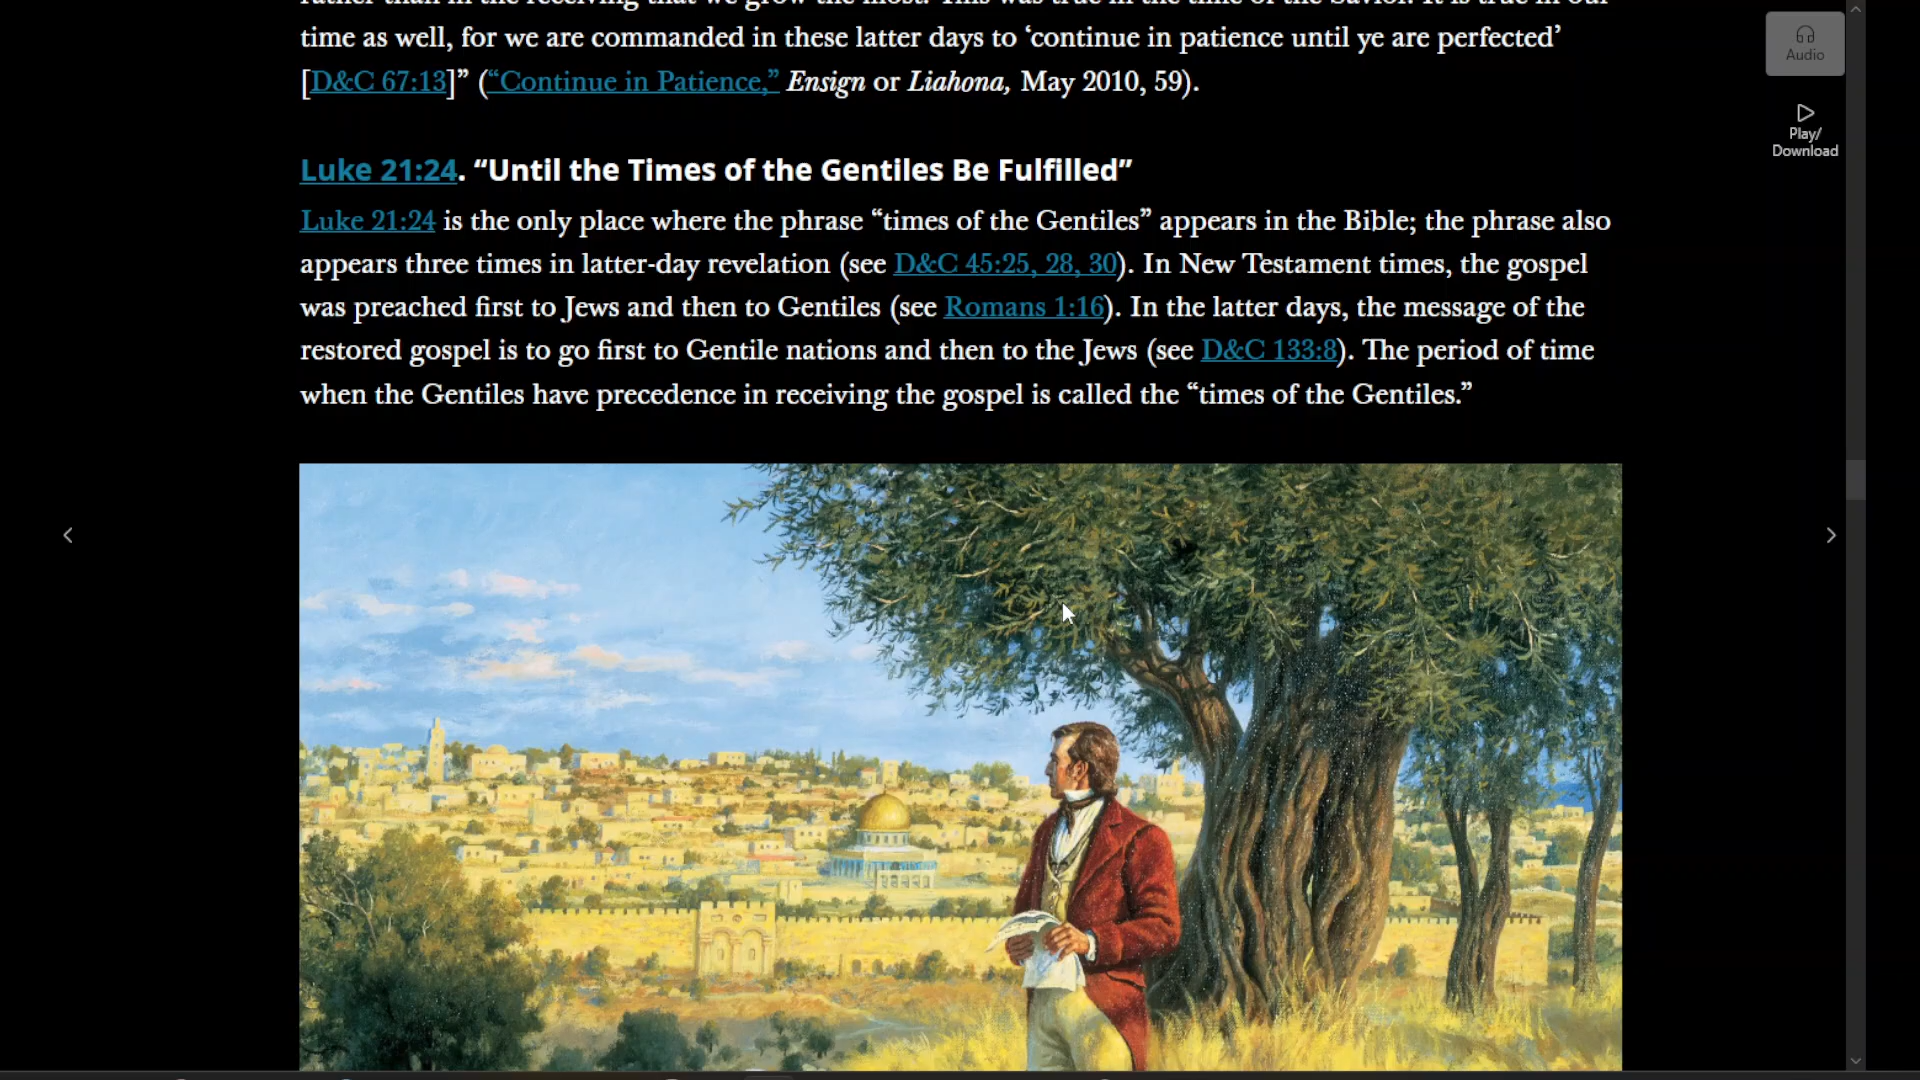 time as well, for we are commanded in these latter days to ‘continue in patience until ye are perfected’
[D&C 67:13]” (“Continue in Patience,” Ensign or Liahona, May 2010, 59).
Luke 21:24. “Until the Times of the Gentiles Be Fulfilled”
Luke 21:24 is the only place where the phrase “times of the Gentiles” appears in the Bible; the phrase also
appears three times in latter-day revelation (see D&C 45:25, 28, 30). In New Testament times, the gospel
was preached first to Jews and then to Gentiles (see Romans 1:16). In the latter days, the message of the
restored gospel is to go first to Gentile nations and then to the Jews (see D&C 133:8). The period of time
when the Gentiles have precedence in receiving the gospel is called the “times of the Gentiles.”
Audio
Play/
Download